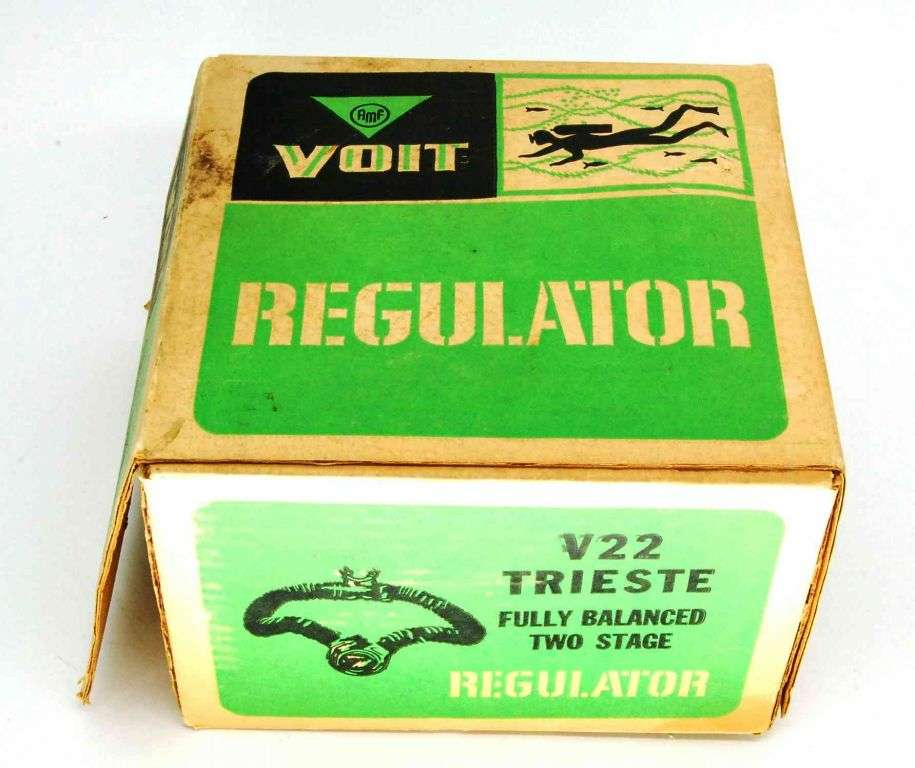 AMF
VOIT
REGULATOR
V22
TRIESTE
FULLY BALANCED
TWO STAGE
REGULATOR